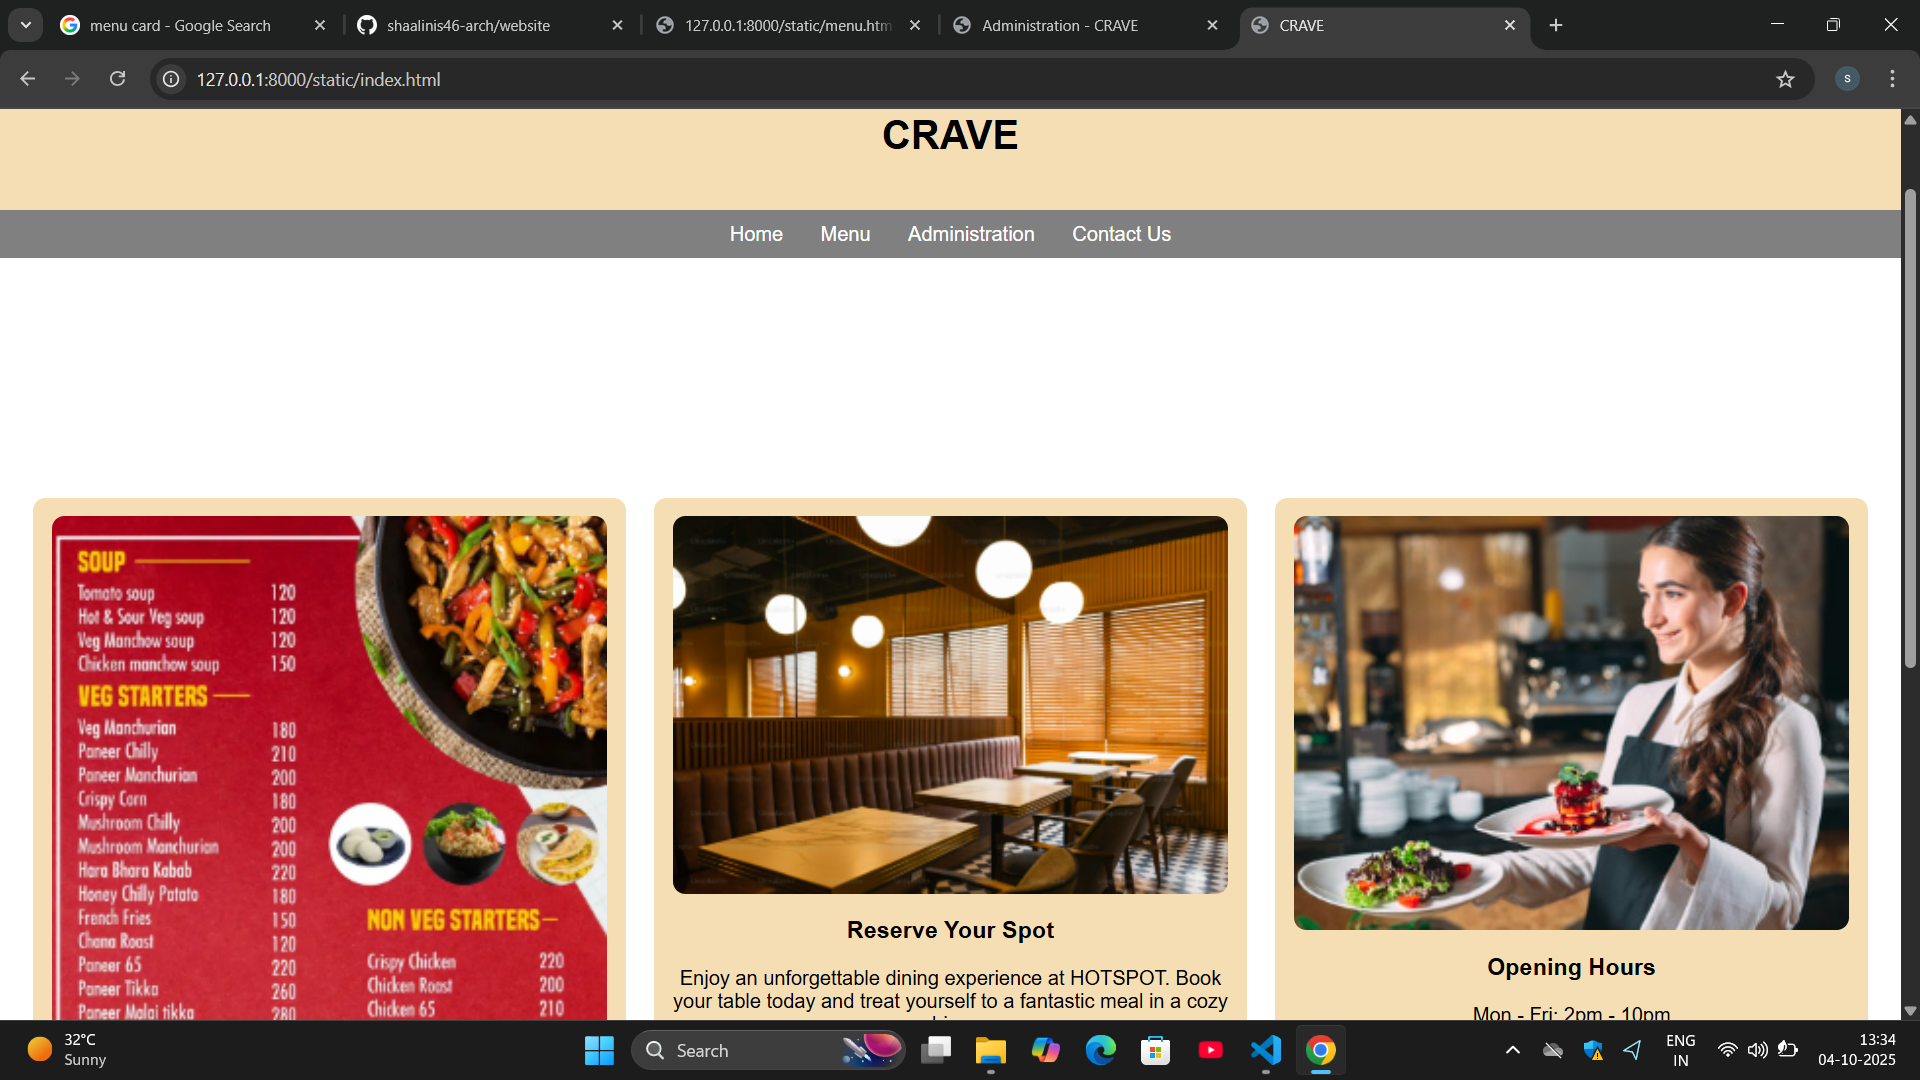 menu card - Google Search
shaalinis46-arch/website
127.0.0.1:8000/static/menu.htm
Administration - CRAVE
CRAVE
127.0.0.1:8000/static/index.html
S
CRAVE
Home Menu Administration Contact Us
SOUP
Tomato soup 120
Hot & Sour Veg soup 120
Veg Manchow soup 120
Chicken manchow soup 150
VEG STARTERS
Veg Manchurian 180
Paneer Chilly 210
Paneer Manchurian 200
Crispy Corn 180
Mushroom Chilly 200
Mushroom Manchurian 200
Hara Bhara Kabab 220
Honey Chilly Patato 180
French Fries 150
Chana Roast 120
Paneer 65 220
Paneer Tikka 260
Paneer Malai tikka 280
NON VEG STARTERS
Crispy Chicken 220
Chicken Roast 200
Chicken 65 210
Reserve Your Spot
Enjoy an unforgettable dining experience at HOTSPOT. Book
your table today and treat yourself to a fantastic meal in a cozy
Opening Hours
Mon - Fri: 2pm - 10pm
32°C
Sunny
Search
ENG
IN
13:34
04-10-2025